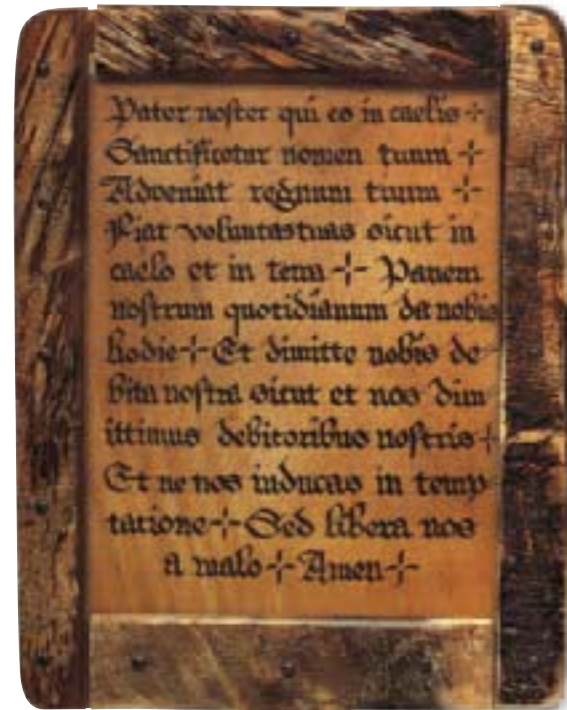 Pater noster qui es in caelis ⊹
Sanctificetur nomen tuum ⊹
Adveniat regnum tuum ⊹
Fiat voluntas tuas sicut in
caelo et in terra ⊹ Panem
nostrum quotidianum da nobis
hodie ⊹ Et dimitte nobis de
bita nostra sicut et nos dim
ittimus debitoribus nostris ⊹
Et ne nos inducas in temp
tatione ⊹ Sed libera nos
a malo ⊹ Amen ⊹